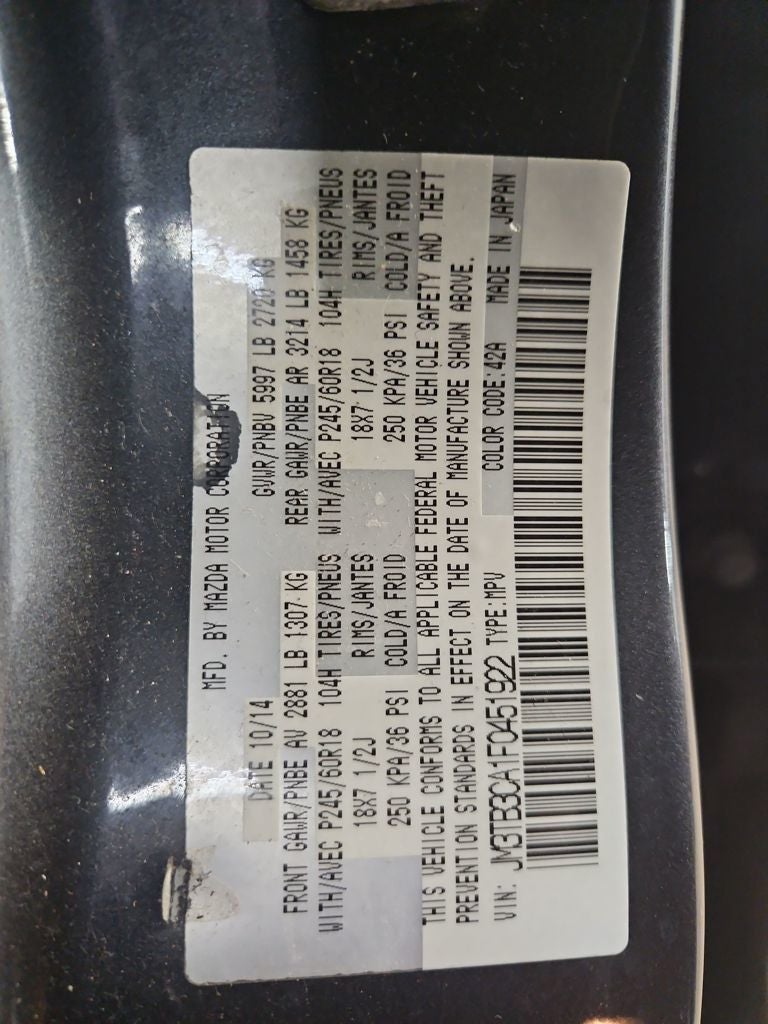 MFD. BY MAZDA MOTOR CORPORATION
DATE 10/14 GVWR/PNBV 5997 LB 2720 KG
FRONT GAWR/PNBE AV 2881 LB 1307 KG REAR GAWR/PNBE AR 3214 LB 1458 KG
WITH/AVEC P245/60R18 104H TIRES/PNEUS WITH/AVEC P245/60R18 104H TIRES/PNEUS
18X7 1/2J RIMS/JANTES 18X7 1/2J RIMS/JANTES
250 KPA/36 PSI COLD/A FROID 250 KPA/36 PSI COLD/A FROID
THIS VEHICLE CONFORMS TO ALL APPLICABLE FEDERAL MOTOR VEHICLE SAFETY AND THEFT
PREVENTION STANDARDS IN EFFECT ON THE DATE OF MANUFACTURE SHOWN ABOVE.
VIN: JM3TB3CA1F0451922 TYPE:MPV COLOR CODE:42A MADE IN JAPAN